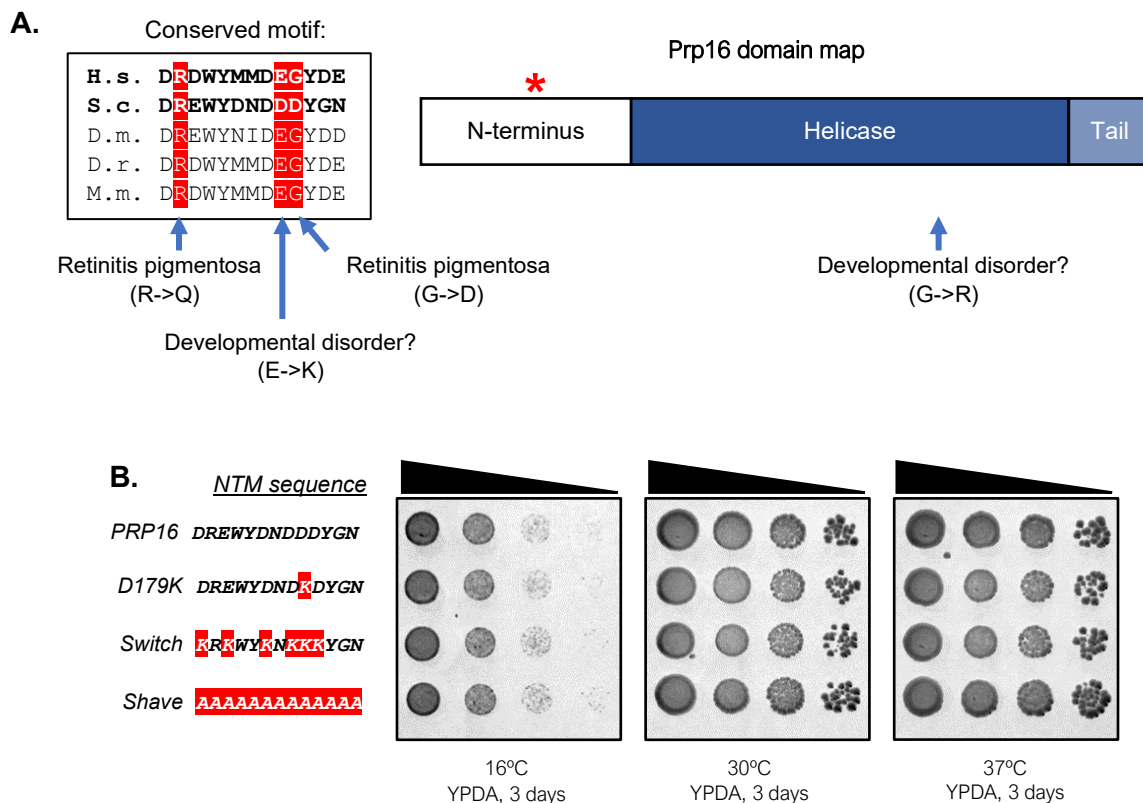 A.
Conserved motif:
H.s. DRDWYMMDEGYDE
S.c. DREWYDNDDDYGN
D.m. DREWYNIDEGYDD
D.r. DRDWYMMDEGYDE
M.m. DRDWYMMDEGYDE
Retinitis pigmentosa
(R->Q)
Retinitis pigmentosa
(G->D)
Developmental disorder?
(E->K)
Prp16 domain map
*
N-terminus
Helicase
Tail
Developmental disorder?
(G->R)
B.
NTM sequence
PRP16 DREWYDNDDDYGN
D179K DREWYDNDKDYGN
Switch KRKWYKNKKKYGN
Shave AAAAAAAAAAAAA
16ºC
YPDA, 3 days
30ºC
YPDA, 3 days
37ºC
YPDA, 3 days